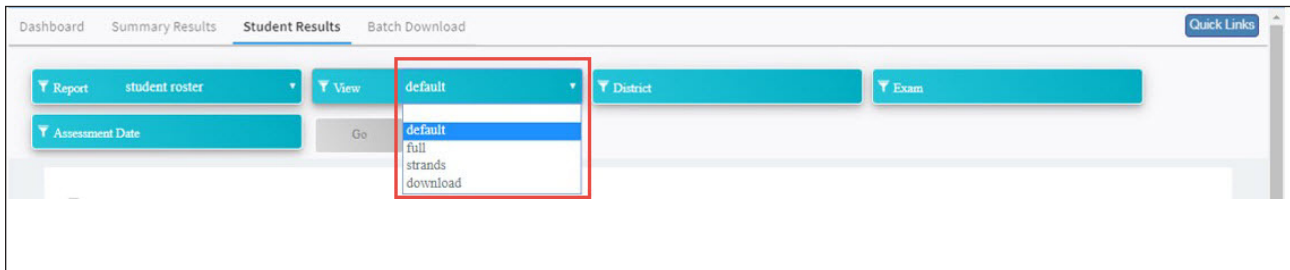 Dashboard Summary Results Student Results Batch Download Quick Links
Report student roster View default District Exam
Assessment Date Go default
full
strands
download